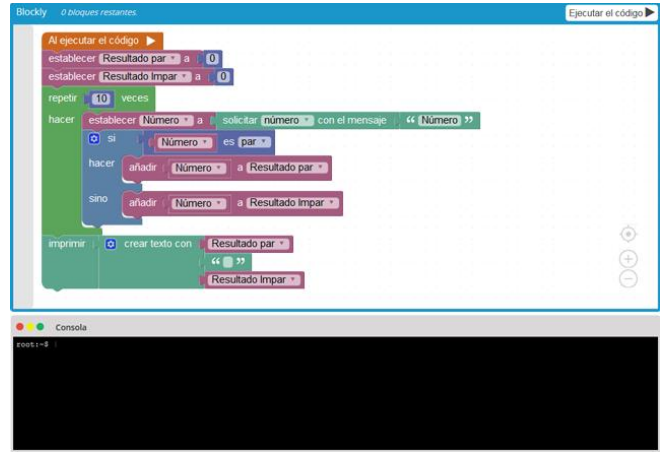 Blockly 0 bloques restantes. Ejecutar el código
Al ejecutar el código
establecer Resultado par a 0
establecer Resultado Impar a 0
repetir 10 veces
hacer establecer Número a solicitar número con el mensaje “ Número ”
si Número es par
hacer añadir Número a Resultado par
sino añadir Número a Resultado Impar
imprimir crear texto con Resultado par
“ ”
Resultado Impar
Consola
root:~$